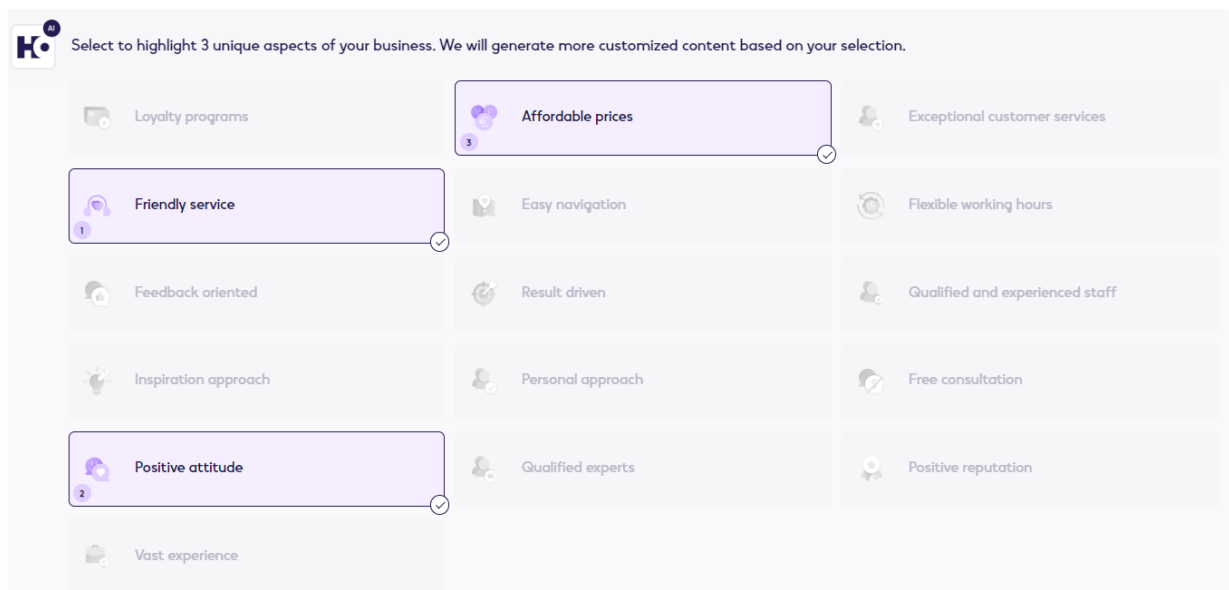 AI
Select to highlight 3 unique aspects of your business. We will generate more customized content based on your selection.
Loyalty programs
Affordable prices
3
Exceptional customer services
Friendly service
1
Easy navigation
Flexible working hours
Feedback oriented
Result driven
Qualified and experienced staff
Inspiration approach
Personal approach
Free consultation
Positive attitude
2
Qualified experts
Positive reputation
Vast experience